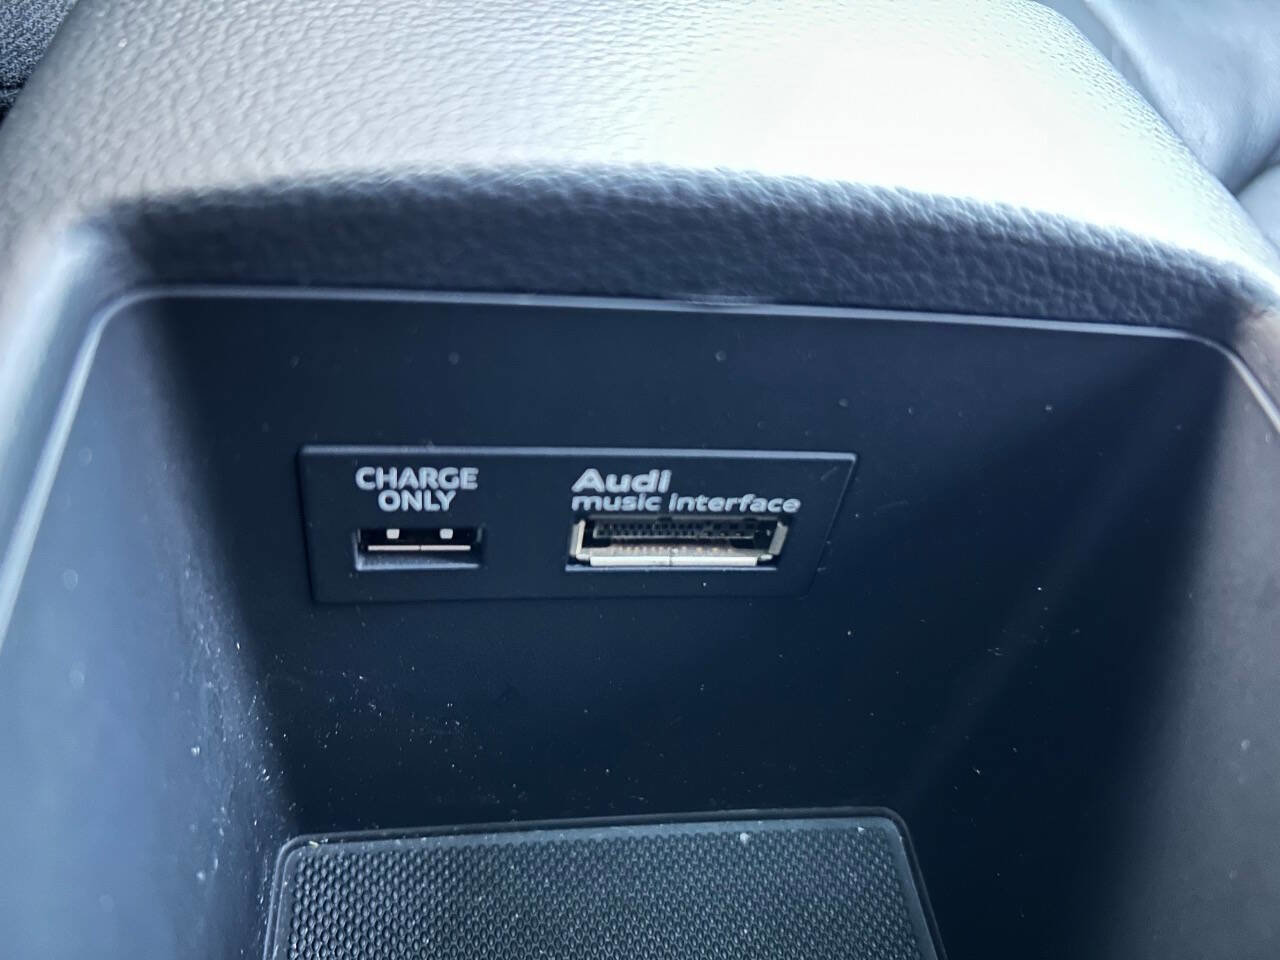 CHARGE
ONLY
Audi
music interface